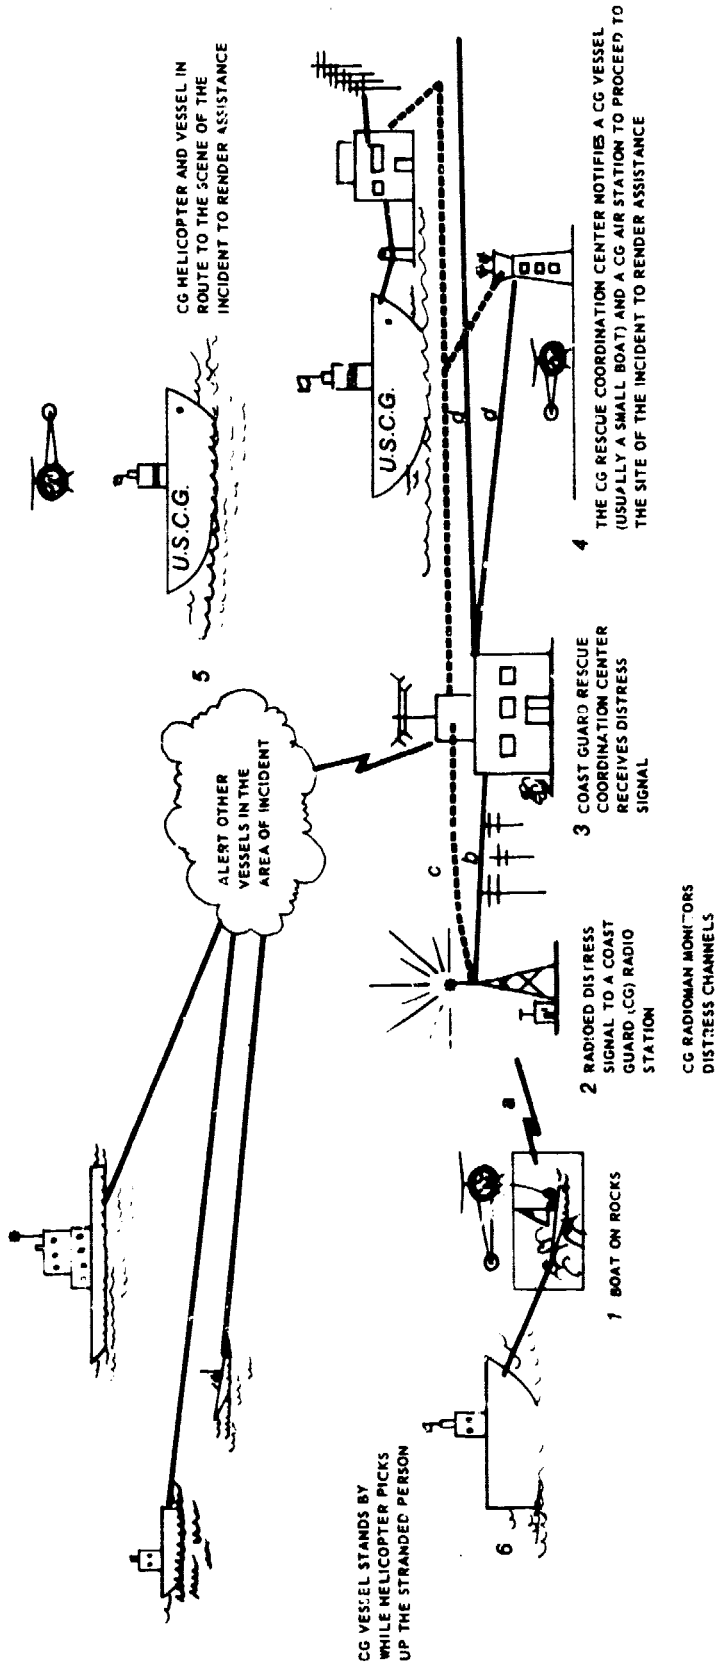 CG HELICOPTER AND VESSEL IN
ROUTE TO THE SCENE OF THE
INCIDENT TO RENDER ASSISTANCE
5
U.S.C.G.
U.S.C.G.
ALERT OTHER
VESSELS IN THE
AREA OF INCIDENT
CG VESSEL STANDS BY
WHILE HELICOPTER PICKS
UP THE STRANDED PERSON
6
1 BOAT ON ROCKS
a
2 RADIOED DISTRESS
SIGNAL TO A COAST
GUARD (CG) RADIO
STATION
CG RADIOMAN MONITORS
DISTRESS CHANNELS
c
b
3 COAST GUARD RESCUE
COORDINATION CENTER
RECEIVES DISTRESS
SIGNAL
d
d
4 THE CG RESCUE COORDINATION CENTER NOTIFIES A CG VESSEL
(USUALLY A SMALL BOAT) AND A CG AIR STATION TO PROCEED TO
THE SITE OF THE INCIDENT TO RENDER ASSISTANCE